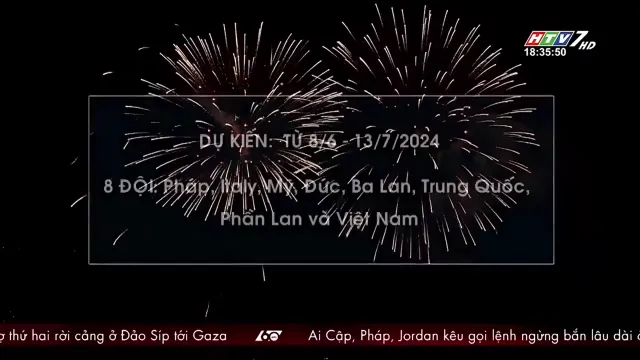 HTV7HD
18:35:50
DỰ KIẾN: TỪ 8/6 - 13/7/2024
8 ĐỘI: Pháp, Italy, Mỹ, Đức, Ba Lan, Trung Quốc,
Phần Lan và Việt Nam
ợ thứ hai rời cảng ở Đảo Síp tới Gaza 60 Ai Cập, Pháp, Jordan kêu gọi lệnh ngừng bắn lâu dài ở